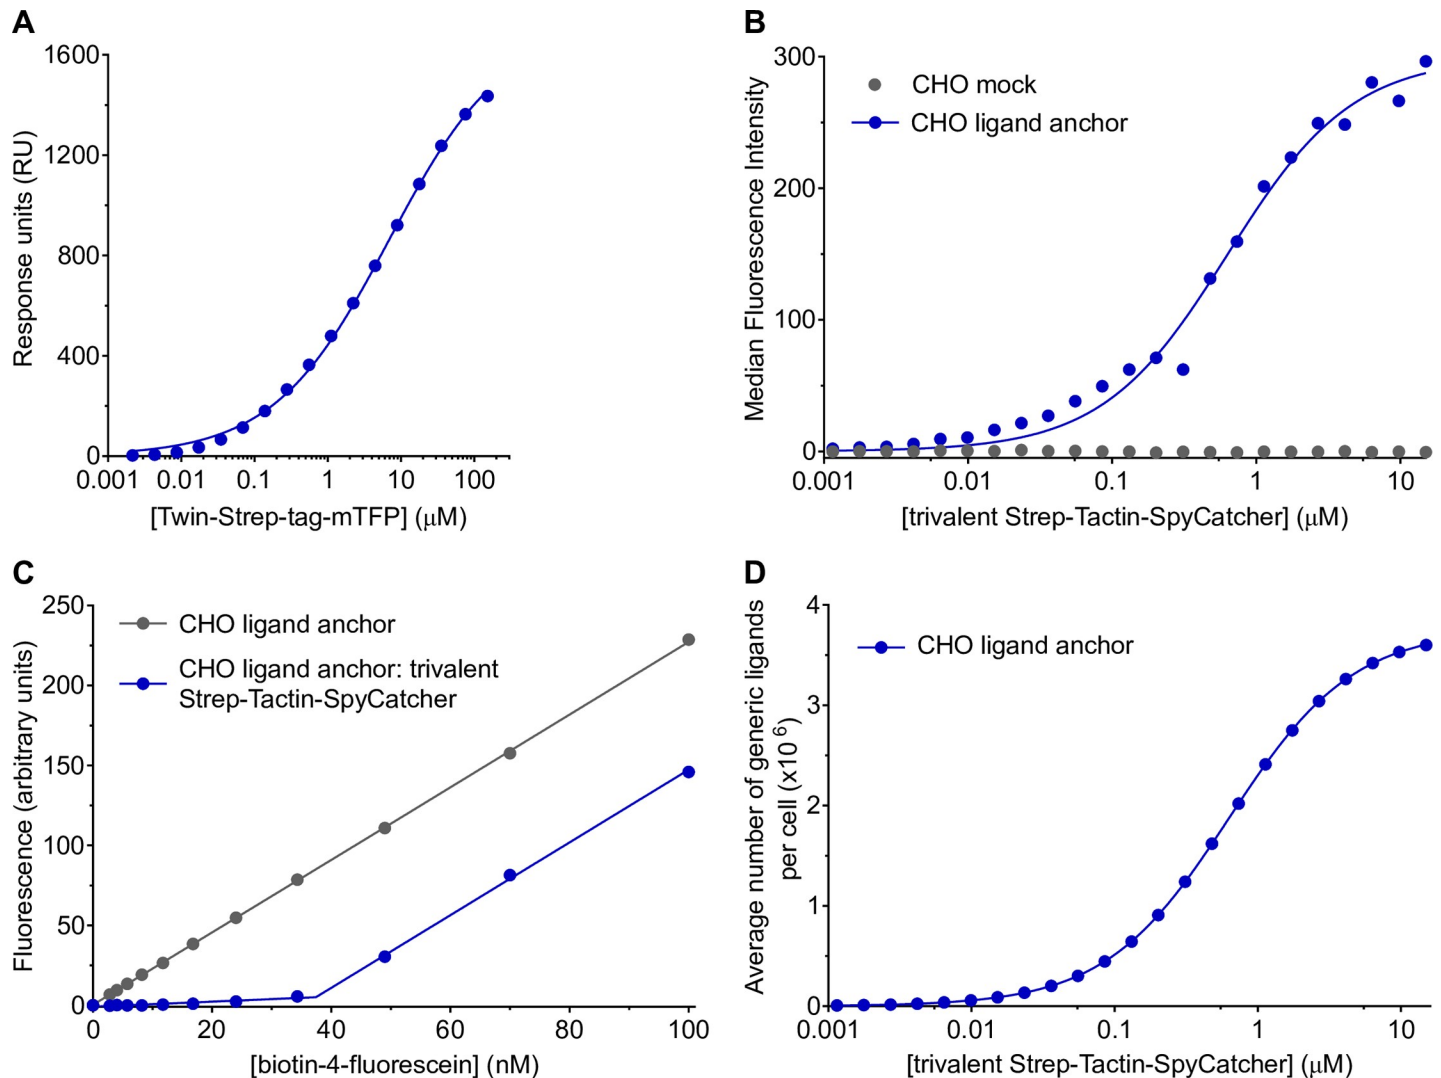 A
1600
1200
800
400
0
Response units (RU)
0.001
0.01
0.1
1
10
100
[Twin-Strep-tag-mTFP] (μM)
B
300
200
100
0
Median Fluorescence Intensity
CHO mock
CHO ligand anchor
0.001
0.01
0.1
1
10
[trivalent Strep-Tactin-SpyCatcher] (μM)
C
250
200
150
100
50
0
Fluorescence (arbitrary units)
CHO ligand anchor
CHO ligand anchor: trivalent
Strep-Tactin-SpyCatcher
0
20
40
60
80
100
[biotin-4-fluorescein] (nM)
D
4
3
2
1
0
Average number of generic ligands
per cell (x10 6)
CHO ligand anchor
0.001
0.01
0.1
1
10
[trivalent Strep-Tactin-SpyCatcher] (μM)